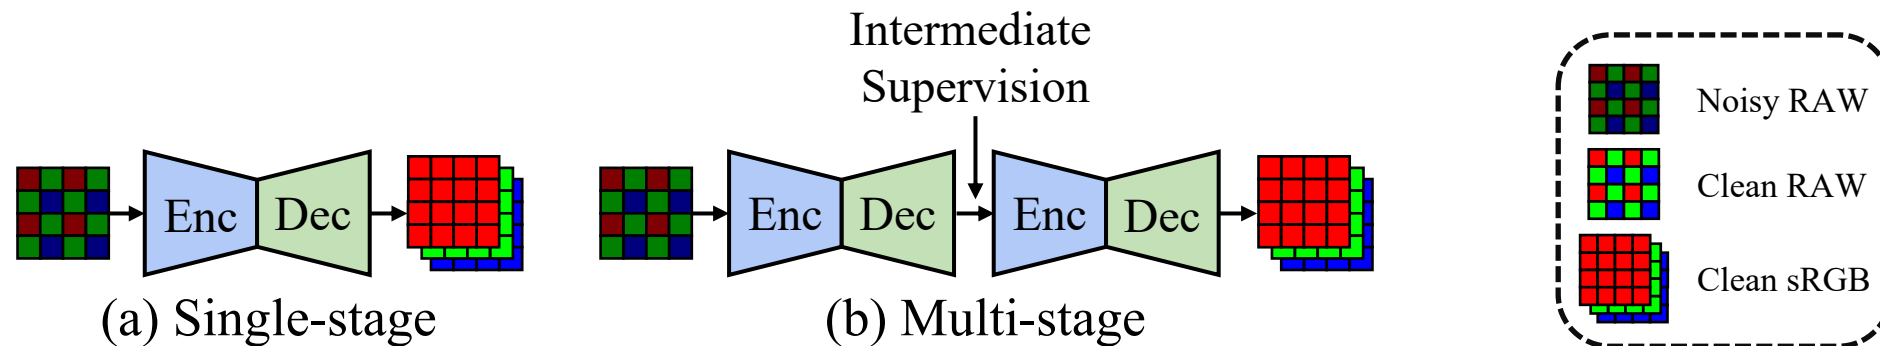 Intermediate
Supervision
Enc Dec
Enc Dec Enc Dec
(a) Single-stage
(b) Multi-stage
Noisy RAW
Clean RAW
Clean sRGB